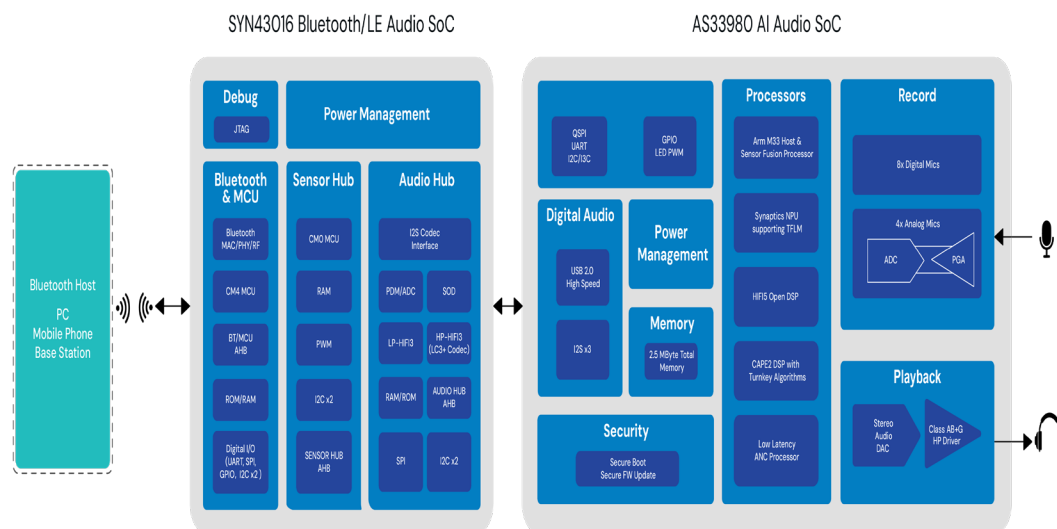 SYN43016 Bluetooth/LE Audio SoC
AS33980 AI Audio SoC
Bluetooth Host
PC
Mobile Phone
Base Station
Debug
JTAG
Power Management
Bluetooth
& MCU
Bluetooth
MAC/PHY/RF
CM4 MCU
BT/MCU
AHB
ROM/RAM
Digital I/O
(UART, SPI,
GPIO, I2C x2 )
Sensor Hub
CM0 MCU
RAM
PWM
I2C x2
SENSOR HUB
AHB
Audio Hub
I2S Codec
Interface
PDM/ADC
SOD
LP-HIFI3
HP-HIFI3
(LC3+ Codec)
RAM/ROM
AUDIO HUB
AHB
SPI
I2C x2
QSPI
UART
I2C/I3C
GPIO
LED PWM
Digital Audio
USB 2.0
High Speed
I2S x3
Power
Management
Memory
2.5 MByte Total
Memory
Security
Secure Boot
Secure FW Update
Processors
Arm M33 Host &
Sensor Fusion Processor
Synaptics NPU
supporting TFLM
HIFI5 Open DSP
CAPE2 DSP with
Turnkey Algorithms
Low Latency
ANC Processor
Record
8x Digital Mics
4x Analog Mics
ADC
PGA
Playback
Stereo
Audio
DAC
Class AB+G
HP Driver